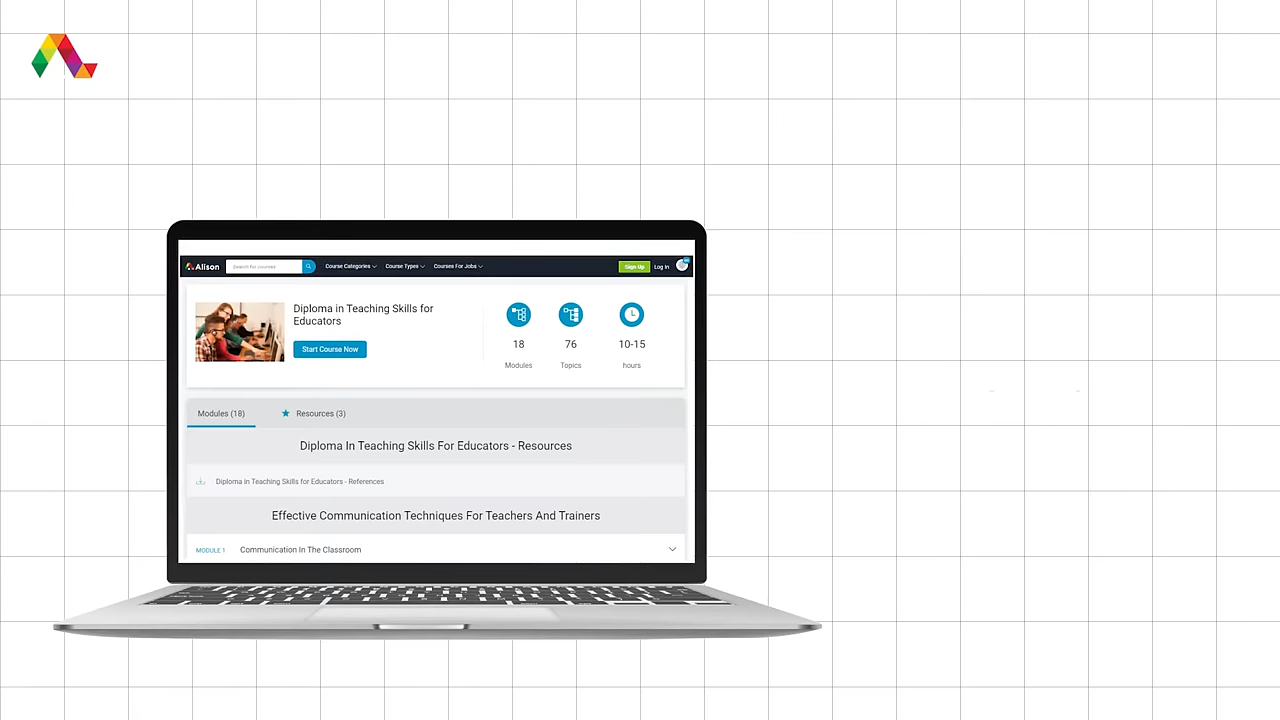 Alison
Search for courses
Course Categories
Course Types
Courses For Jobs
Sign Up
Log In
Diploma in Teaching Skills for
Educators
Start Course Now
18
Modules
76
Topics
10-15
hours
Modules (18)
Resources (3)
Diploma In Teaching Skills For Educators - Resources
Diploma in Teaching Skills for Educators - References
Effective Communication Techniques For Teachers And Trainers
MODULE 1
Communication In The Classroom